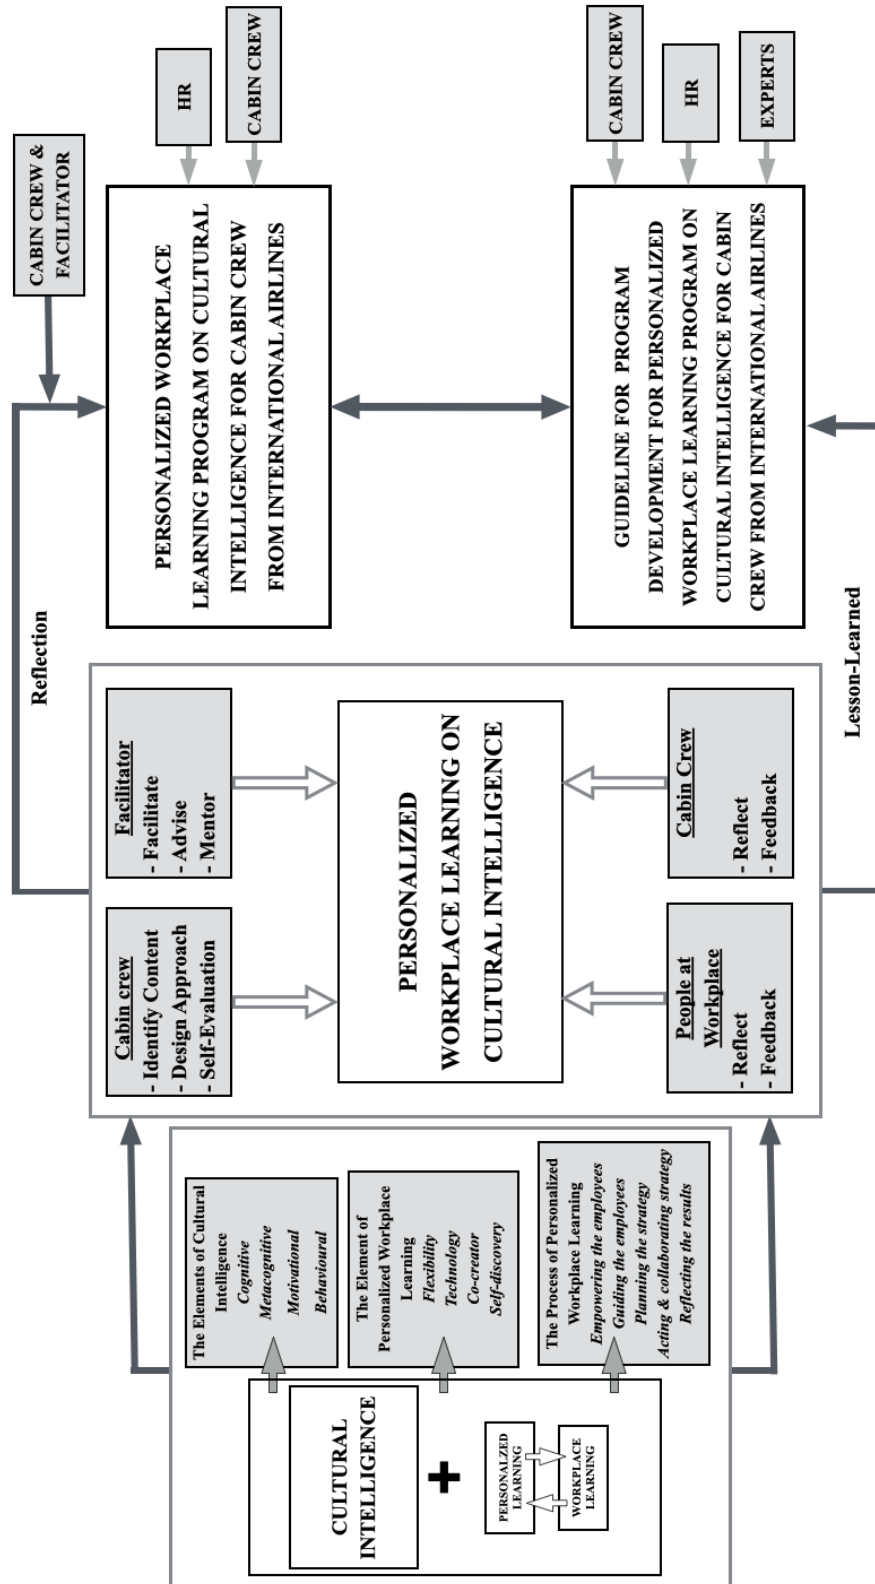 CULTURAL
INTELLIGENCE
+
PERSONALZED
LEARNING
WORKPLACE
LEARNING
The Elements of Cultural
Intelligence
Cognitive
Metacognitive
Motivational
Behavioural
The Element of
Personalized Workplace
Learning
Flexibility
Technology
Co-creator
Self-discovery
The Process of Personalized
Workplace Learning
Empowering the employees
Guiding the employees
Planning the strategy
Acting & collaborating strategy
Reflecting the results
Cabin crew
- Identify Content
- Design Approach
- Self-Evaluation
Facilitator
- Facilitate
- Advise
- Mentor
PERSONALIZED
WORKPLACE LEARNING ON
CULTURAL INTELLIGENCE
People at
Workplace
- Reflect
- Feedback
Cabin Crew
- Reflect
- Feedback
Reflection
Lesson-Learned
CABIN CREW &
FACILITATOR
PERSONALIZED WORKPLACE
LEARNING PROGRAM ON CULTURAL
INTELLIGENCE FOR CABIN CREW
FROM INTERNATIONAL AIRLINES
HR
CABIN CREW
GUIDELINE FOR PROGRAM
DEVELOPMENT FOR PERSONALIZED
WORKPLACE LEARNING PROGRAM ON
CULTURAL INTELLIGENCE FOR CABIN
CREW FROM INTERNATIONAL AIRLINES
CABIN CREW
HR
EXPERTS